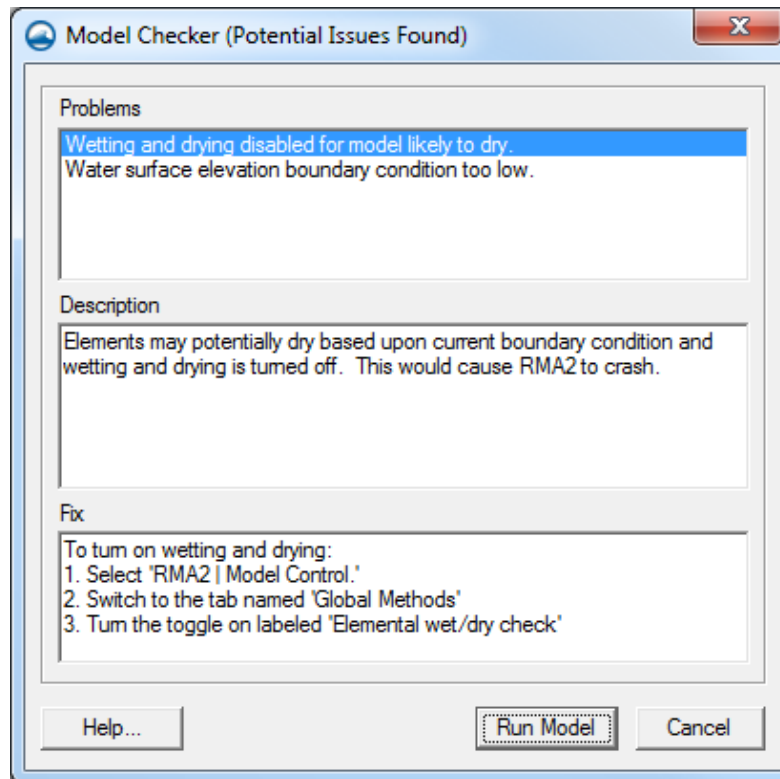 Model Checker (Potential Issues Found)
Problems
Wetting and drying disabled for model likely to dry.
Water surface elevation boundary condition too low.
Description
Elements may potentially dry based upon current boundary condition and
wetting and drying is turned off.  This would cause RMA2 to crash.
Fix
To turn on wetting and drying:
1. Select 'RMA2 | Model Control.'
2. Switch to the tab named 'Global Methods'
3. Turn the toggle on labeled 'Elemental wet/dry check'
Help...
Run Model
Cancel